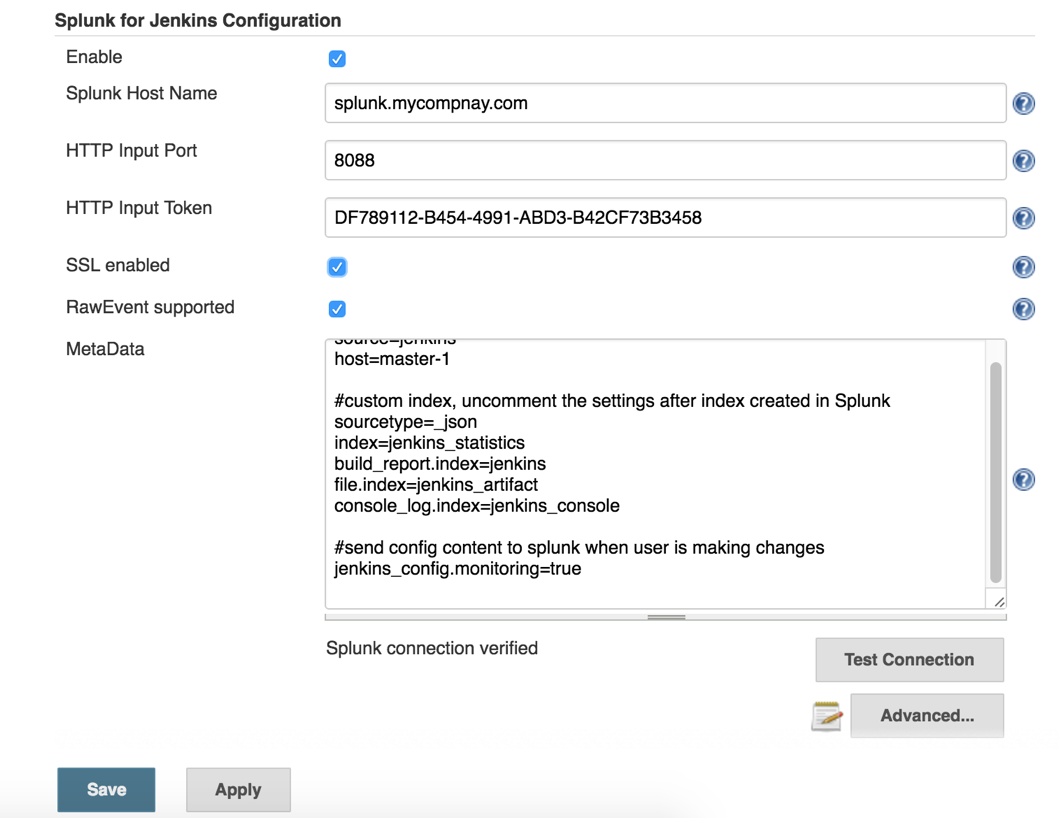 Splunk for Jenkins Configuration
Enable
Splunk Host Name
splunk.mycompnay.com
HTTP Input Port
8088
HTTP Input Token
DF789112-B454-4991-ABD3-B42CF73B3458
SSL enabled
RawEvent supported
MetaData
source=jenkins
host=master-1
#custom index, uncomment the settings after index created in Splunk
sourcetype=_json
index=jenkins_statistics
build_report.index=jenkins
file.index=jenkins_artifact
console_log.index=jenkins_console
#send config content to splunk when user is making changes
jenkins_config.monitoring=true
Splunk connection verified
Test Connection
Advanced...
Save
Apply